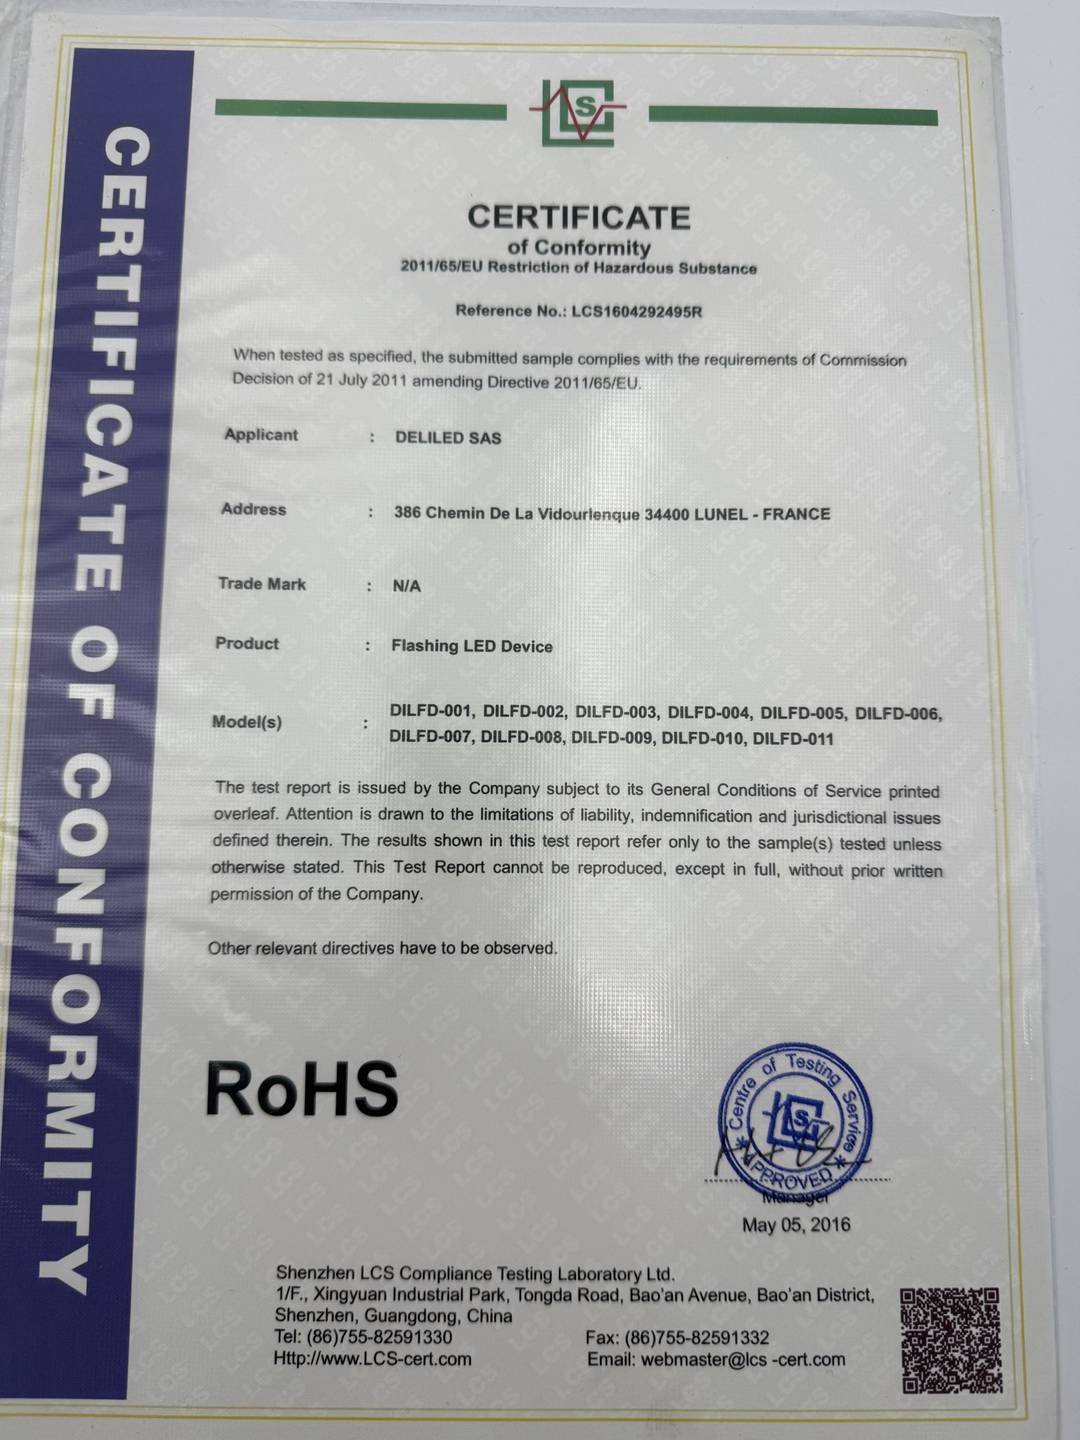 CERTIFICATE OF CONFORMITY
LCS
CERTIFICATE
of Conformity
2011/65/EU Restriction of Hazardous Substance
Reference No.: LCS1604292495R
When tested as specified, the submitted sample complies with the requirements of Commission
Decision of 21 July 2011 amending Directive 2011/65/EU.
Applicant : DELILED SAS
Address : 386 Chemin De La Vidourlenque 34400 LUNEL - FRANCE
Trade Mark : N/A
Product : Flashing LED Device
Model(s) : DILFD-001, DILFD-002, DILFD-003, DILFD-004, DILFD-005, DILFD-006,
DILFD-007, DILFD-008, DILFD-009, DILFD-010, DILFD-011
The test report is issued by the Company subject to its General Conditions of Service printed
overleaf. Attention is drawn to the limitations of liability, indemnification and jurisdictional issues
defined therein. The results shown in this test report refer only to the sample(s) tested unless
otherwise stated. This Test Report cannot be reproduced, except in full, without prior written
permission of the Company.
Other relevant directives have to be observed.
RoHS
Centre of Testing Service
APPROVED
Manager
May 05, 2016
Shenzhen LCS Compliance Testing Laboratory Ltd.
1/F., Xingyuan Industrial Park, Tongda Road, Bao'an Avenue, Bao'an District,
Shenzhen, Guangdong, China
Tel: (86)755-82591330 Fax: (86)755-82591332
Http://www.LCS-cert.com Email: webmaster@lcs -cert.com